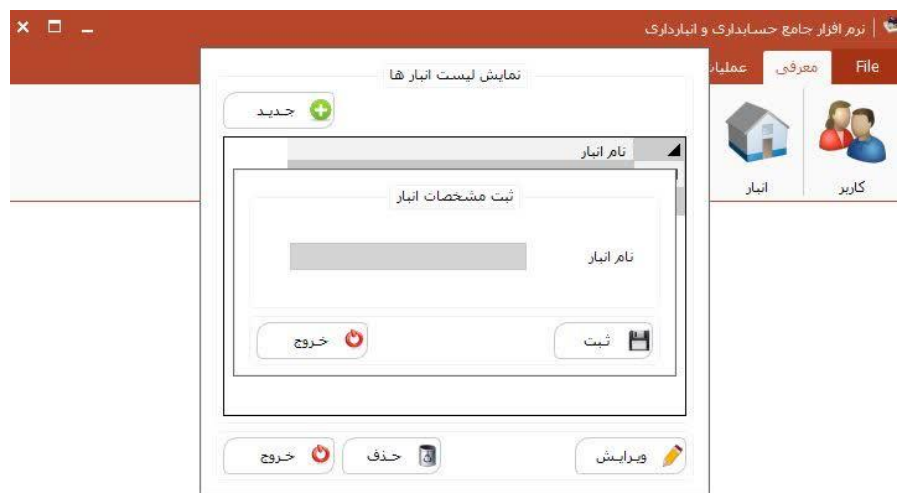 نرم افزار جامع حسابداری و انبارداری
File
معرفی
عملیا
کاربر
انبار
نمایش لیست انبار ها
جدید
نام انبار
ثبت مشخصات انبار
نام انبار
ثبت
خروج
ویرایش
حذف
خروج